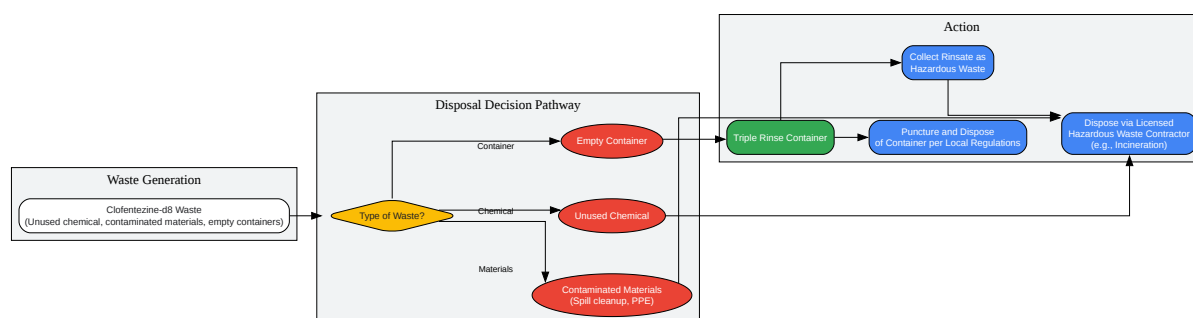 Waste Generation
Clofentezine-d8 Waste
(Unused chemical, contaminated materials, empty containers)
Disposal Decision Pathway
Type of Waste?
Container
Chemical
Materials
Empty Container
Unused Chemical
Contaminated Materials
(Spill cleanup, PPE)
Action
Collect Rinsate as
Hazardous Waste
Triple Rinse Container
Puncture and Dispose
of Container per Local Regulations
Dispose via Licensed
Hazardous Waste Contractor
(e.g., Incineration)